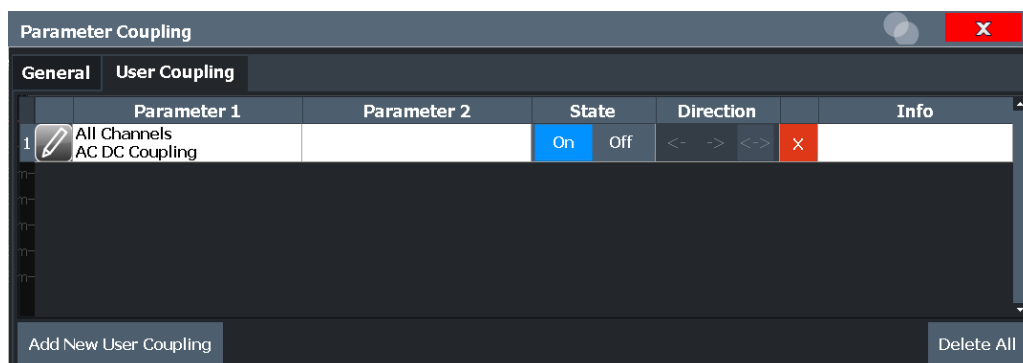 Parameter Coupling X
General User Coupling
Parameter 1 Parameter 2 State Direction Info
1 All Channels
AC DC Coupling On Off <- -> <-> X
Add New User Coupling Delete All